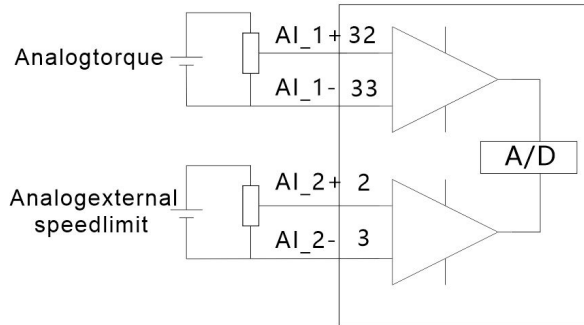 AI_1+ 32
Analogtorque
AI_1- 33
A/D
AI_2+ 2
Analogexternal
speedlimit
AI_2- 3